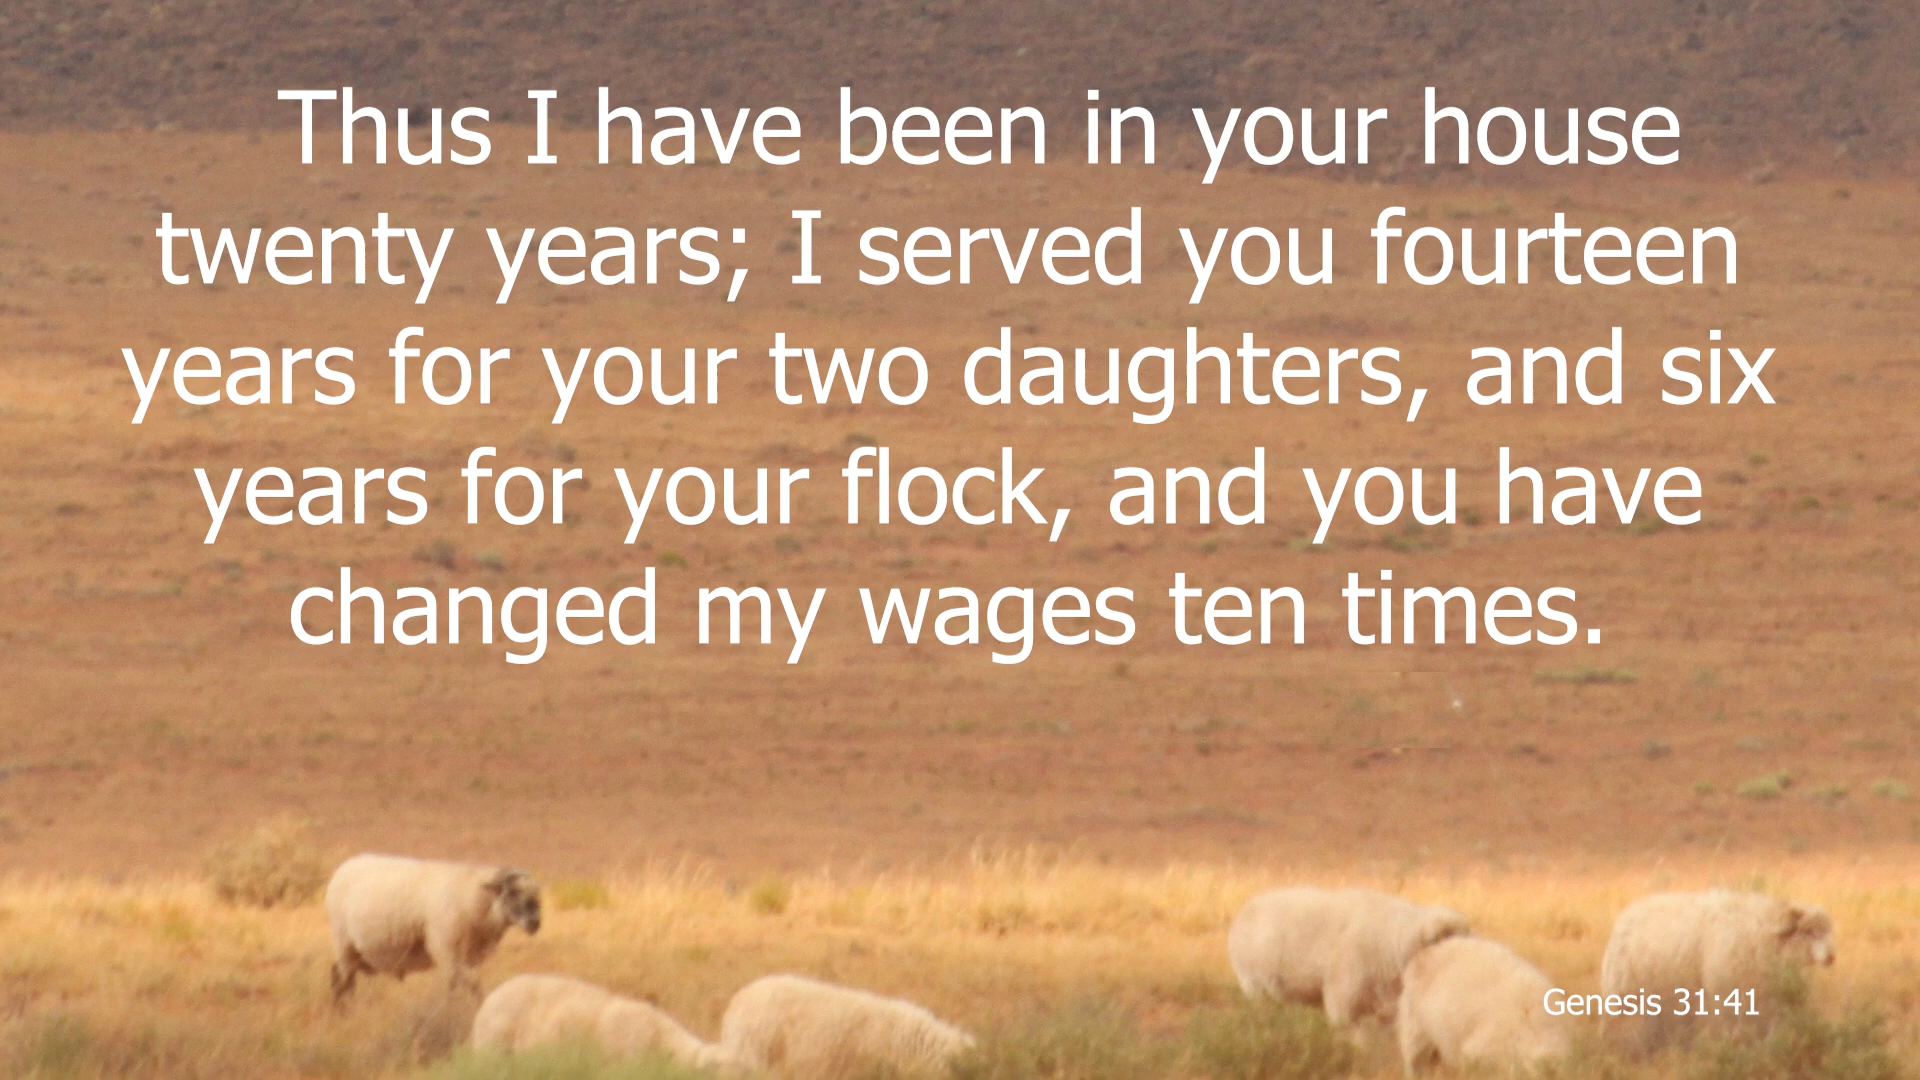 Thus I have been in your house
twenty years; I served you fourteen
years for your two daughters, and six
years for your flock, and you have
changed my wages ten times.
Genesis 31:41